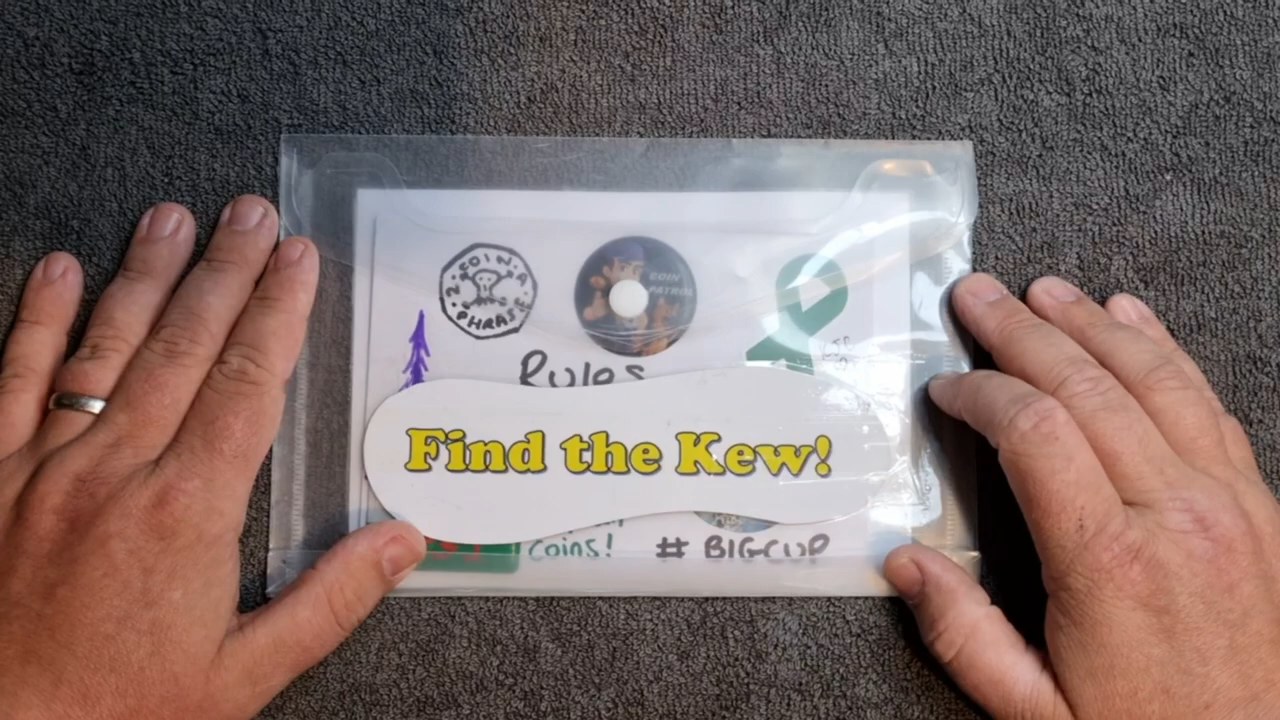 2·COIN·A
PHRASE
COIN
PATROL
Rules
Find the Kew!
coins!
# BIGCUP